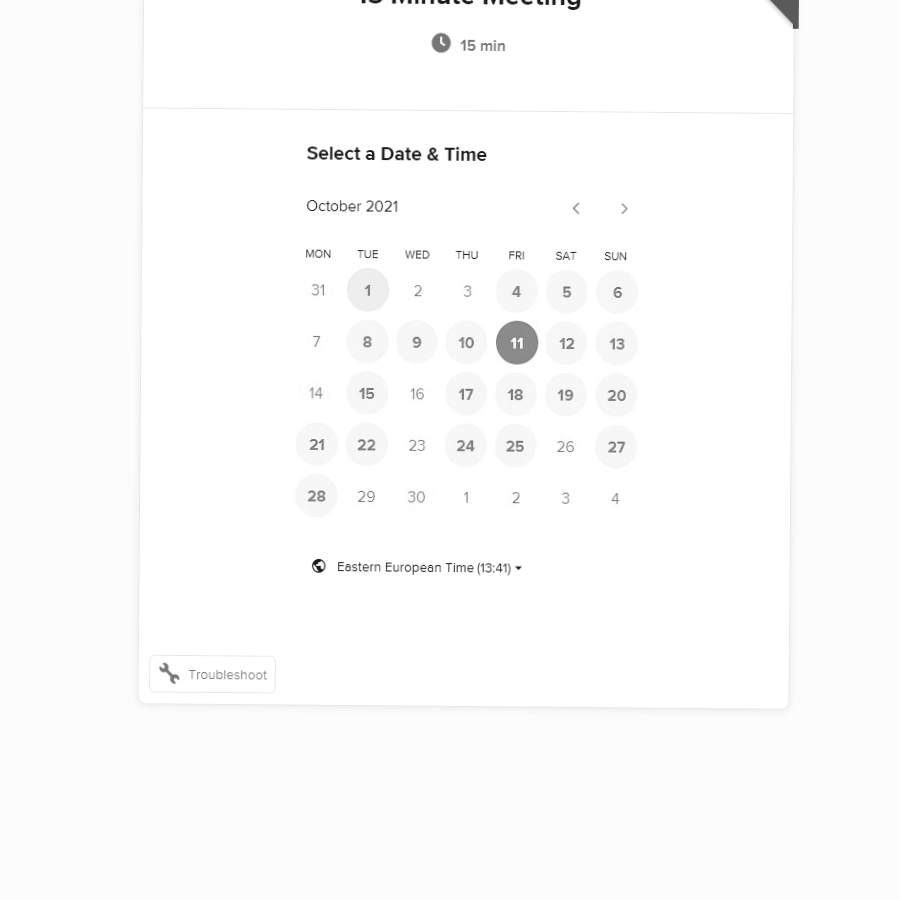 15 Minute Meeting
15 min
Select a Date & Time
October 2021
MON TUE WED THU FRI SAT SUN
31 1 2 3 4 5 6
7 8 9 10 11 12 13
14 15 16 17 18 19 20
21 22 23 24 25 26 27
28 29 30 1 2 3 4
Eastern European Time (13:41)
Troubleshoot